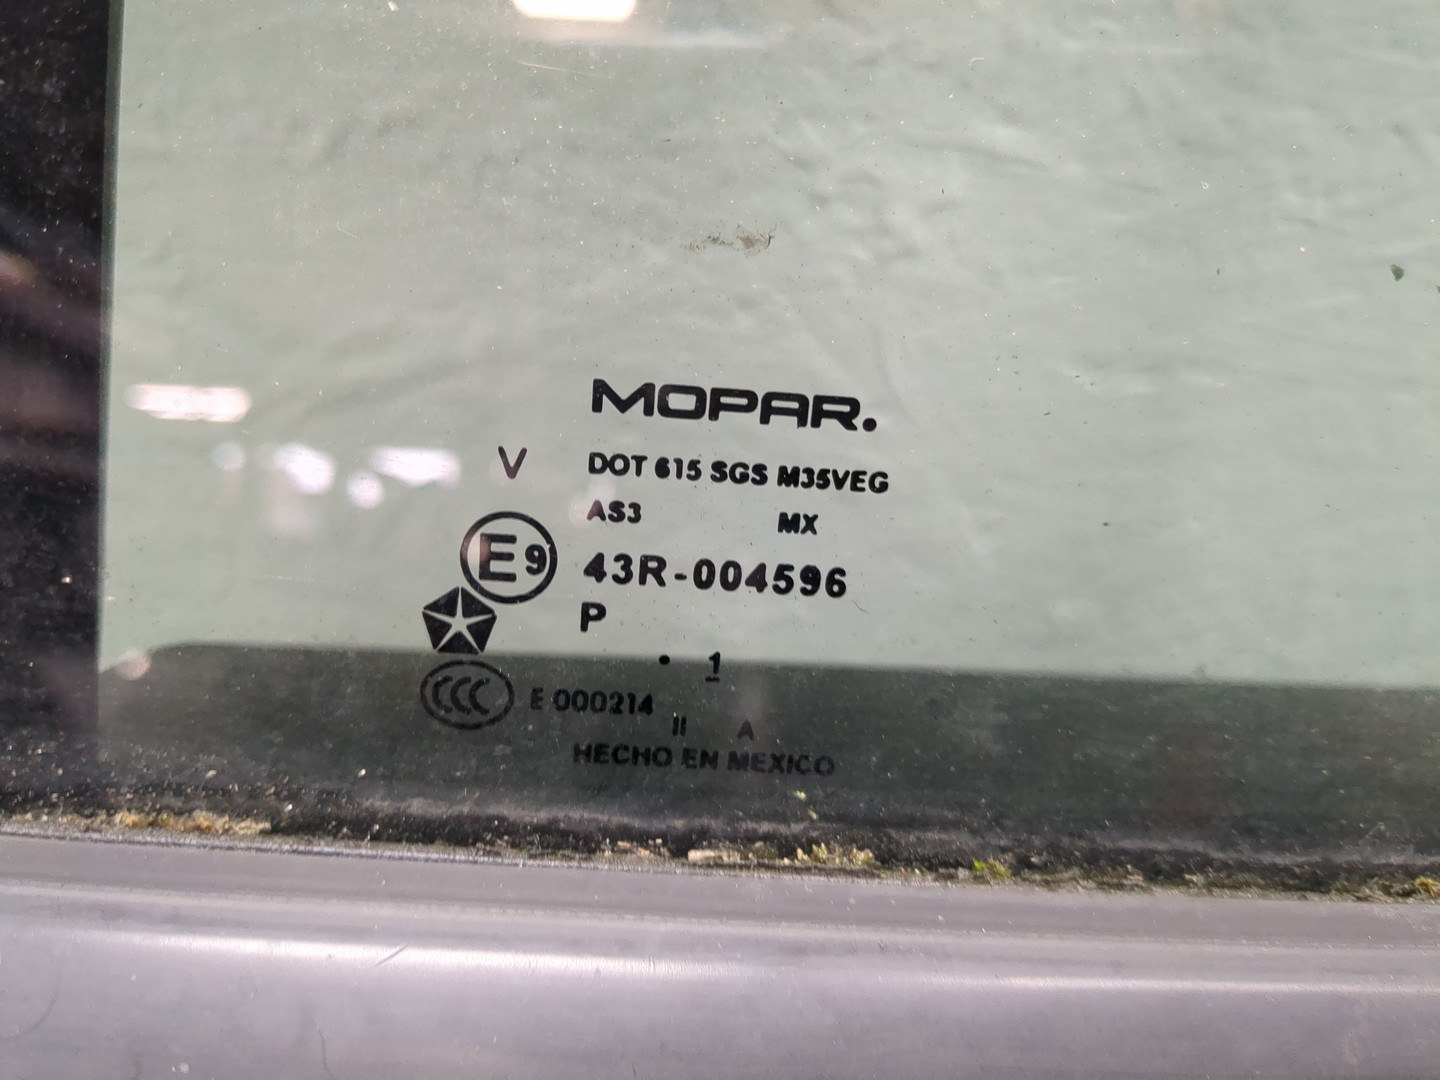 MOPAR.
V DOT 615 SGS M35VEG
AS3 MX
E9 43R-004596
P
. 1
CCC E 000214
II A
HECHO EN MEXICO